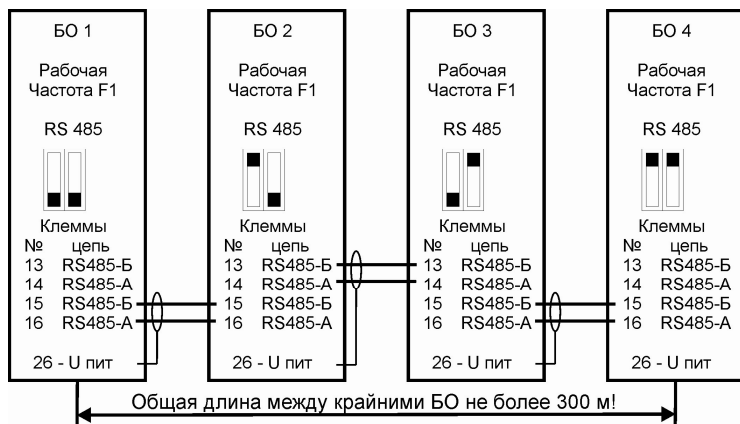 БО 1
Рабочая
Частота F1
RS 485
Клеммы
№ цепь
13 RS485-Б
14 RS485-А
15 RS485-Б
16 RS485-А
26 - U пит
БО 2
Рабочая
Частота F1
RS 485
Клеммы
№ цепь
13 RS485-Б
14 RS485-А
15 RS485-Б
16 RS485-А
26 - U пит
БО 3
Рабочая
Частота F1
RS 485
Клеммы
№ цепь
13 RS485-Б
14 RS485-А
15 RS485-Б
16 RS485-А
26 - U пит
БО 4
Рабочая
Частота F1
RS 485
Клеммы
№ цепь
13 RS485-Б
14 RS485-А
15 RS485-Б
16 RS485-А
26 - U пит
Общая длина между крайними БО не более 300 м!